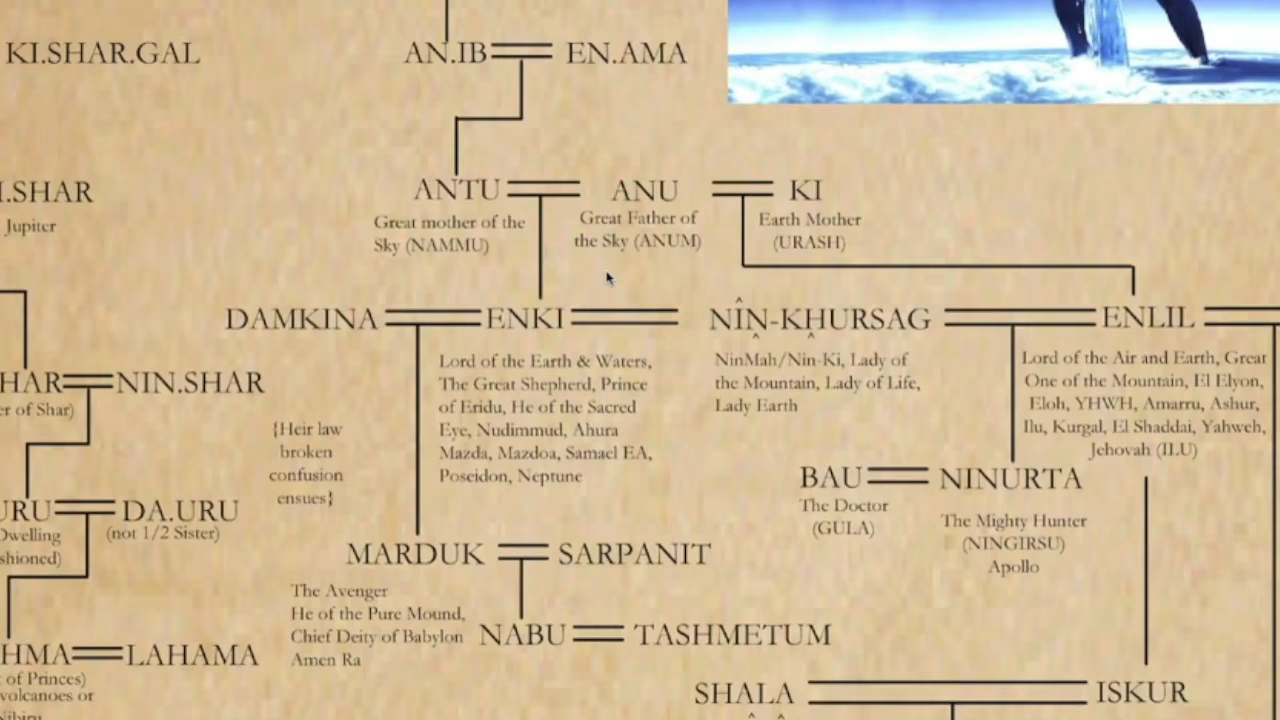 KI.SHAR.GAL
AN.IB
EN.AMA
I.SHAR
Jupiter
ANTU
Great mother of the
Sky (NAMMU)
ANU
Great Father of
the Sky (ANUM)
KI
Earth Mother
(URASH)
DAMKINA
ENKI
Lord of the Earth & Waters,
The Great Shepherd, Prince
of Eridu, He of the Sacred
Eye, Nudimmud, Ahura
Mazda, Mazdoa, Samael EA,
Poseidon, Neptune
NÎN-KHURSAG
NinMah/Nin-Ki, Lady of
the Mountain, Lady of Life,
Lady Earth
ENLIL
Lord of the Air and Earth, Great
One of the Mountain, El Elyon,
Eloh, YHWH, Amarru, Ashur,
Ilu, Kurgal, El Shaddai, Yahweh,
Jehovah (ILU)
HAR
NIN.SHAR
er of Shar)
{Heir law
broken
confusion
ensues}
BAU
The Doctor
(GULA)
NINURTA
The Mighty Hunter
(NINGIRSU)
Apollo
URU
DA.URU
Dwelling
shioned)
(not 1/2 Sister)
MARDUK
SARPANIT
The Avenger
He of the Pure Mound,
Chief Deity of Babylon
Amen Ra
NABU
TASHMETUM
HMA
LAHAMA
of Princes)
volcanoes or
SHALA
ISKUR